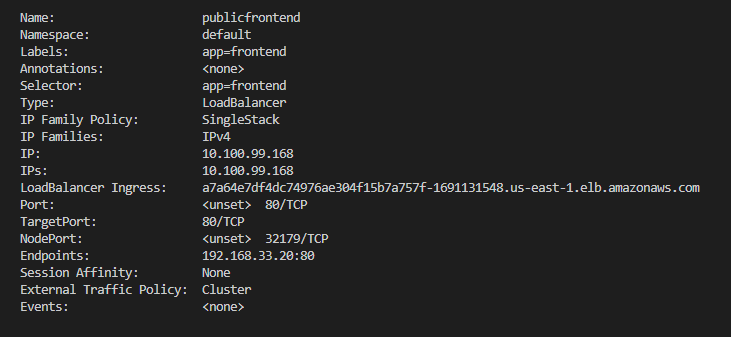 Name: publicfrontend
Namespace: default
Labels: app=frontend
Annotations: <none>
Selector: app=frontend
Type: LoadBalancer
IP Family Policy: SingleStack
IP Families: IPv4
IP: 10.100.99.168
IPs: 10.100.99.168
LoadBalancer Ingress: a7a64e7df4dc74976ae304f15b7a757f-1691131548.us-east-1.elb.amazonaws.com
Port: <unset> 80/TCP
TargetPort: 80/TCP
NodePort: <unset> 32179/TCP
Endpoints: 192.168.33.20:80
Session Affinity: None
External Traffic Policy: Cluster
Events: <none>